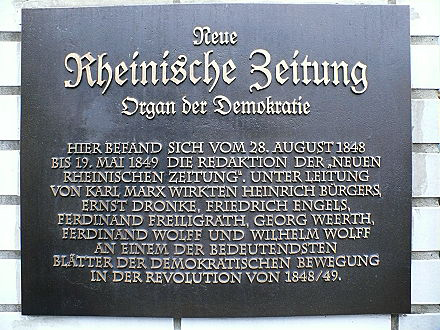 Neue
Rheinische Zeitung
Organ der Demokratie
HIER BEFAND SICH VOM 28. AUGUST 1848
BIS 19. MAI 1849 DIE REDAKTION DER „NEUEN
RHEINISCHEN ZEITUNG“. UNTER LEITUNG
VON KARL MARX WIRKTEN HEINRICH BÜRGERS,
ERNST DRONKE, FRIEDRICH ENGELS,
FERDINAND FREILIGRATH, GEORG WEERTH,
FERDINAND WOLFF UND WILHELM WOLFF
AN EINEM DER BEDEUTENDSTEN
BLÄTTER DER DEMOKRATISCHEN BEWEGUNG
IN DER REVOLUTION VON 1848/49.